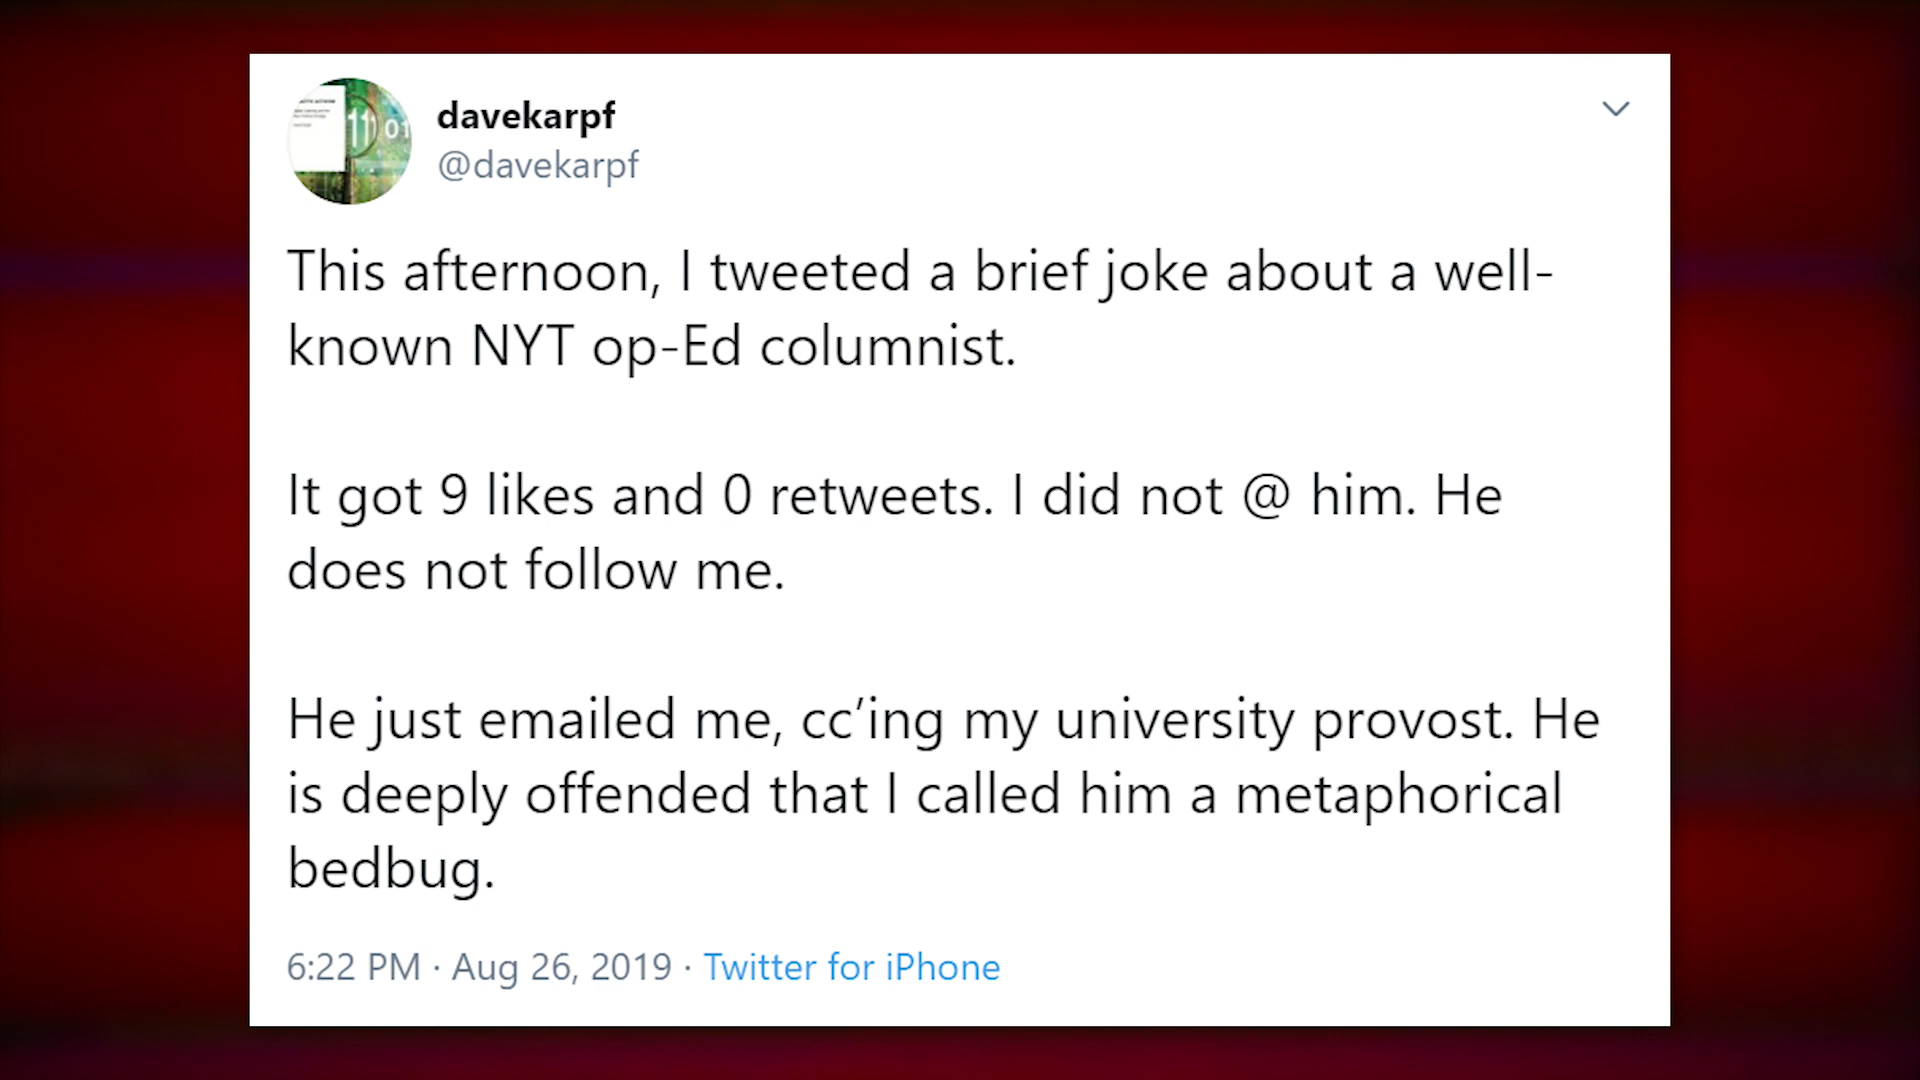 davekarpf
@davekarpf
This afternoon, I tweeted a brief joke about a well-
known NYT op-Ed columnist.
It got 9 likes and 0 retweets. I did not @ him. He
does not follow me.
He just emailed me, cc’ing my university provost. He
is deeply offended that I called him a metaphorical
bedbug.
6:22 PM · Aug 26, 2019 · Twitter for iPhone